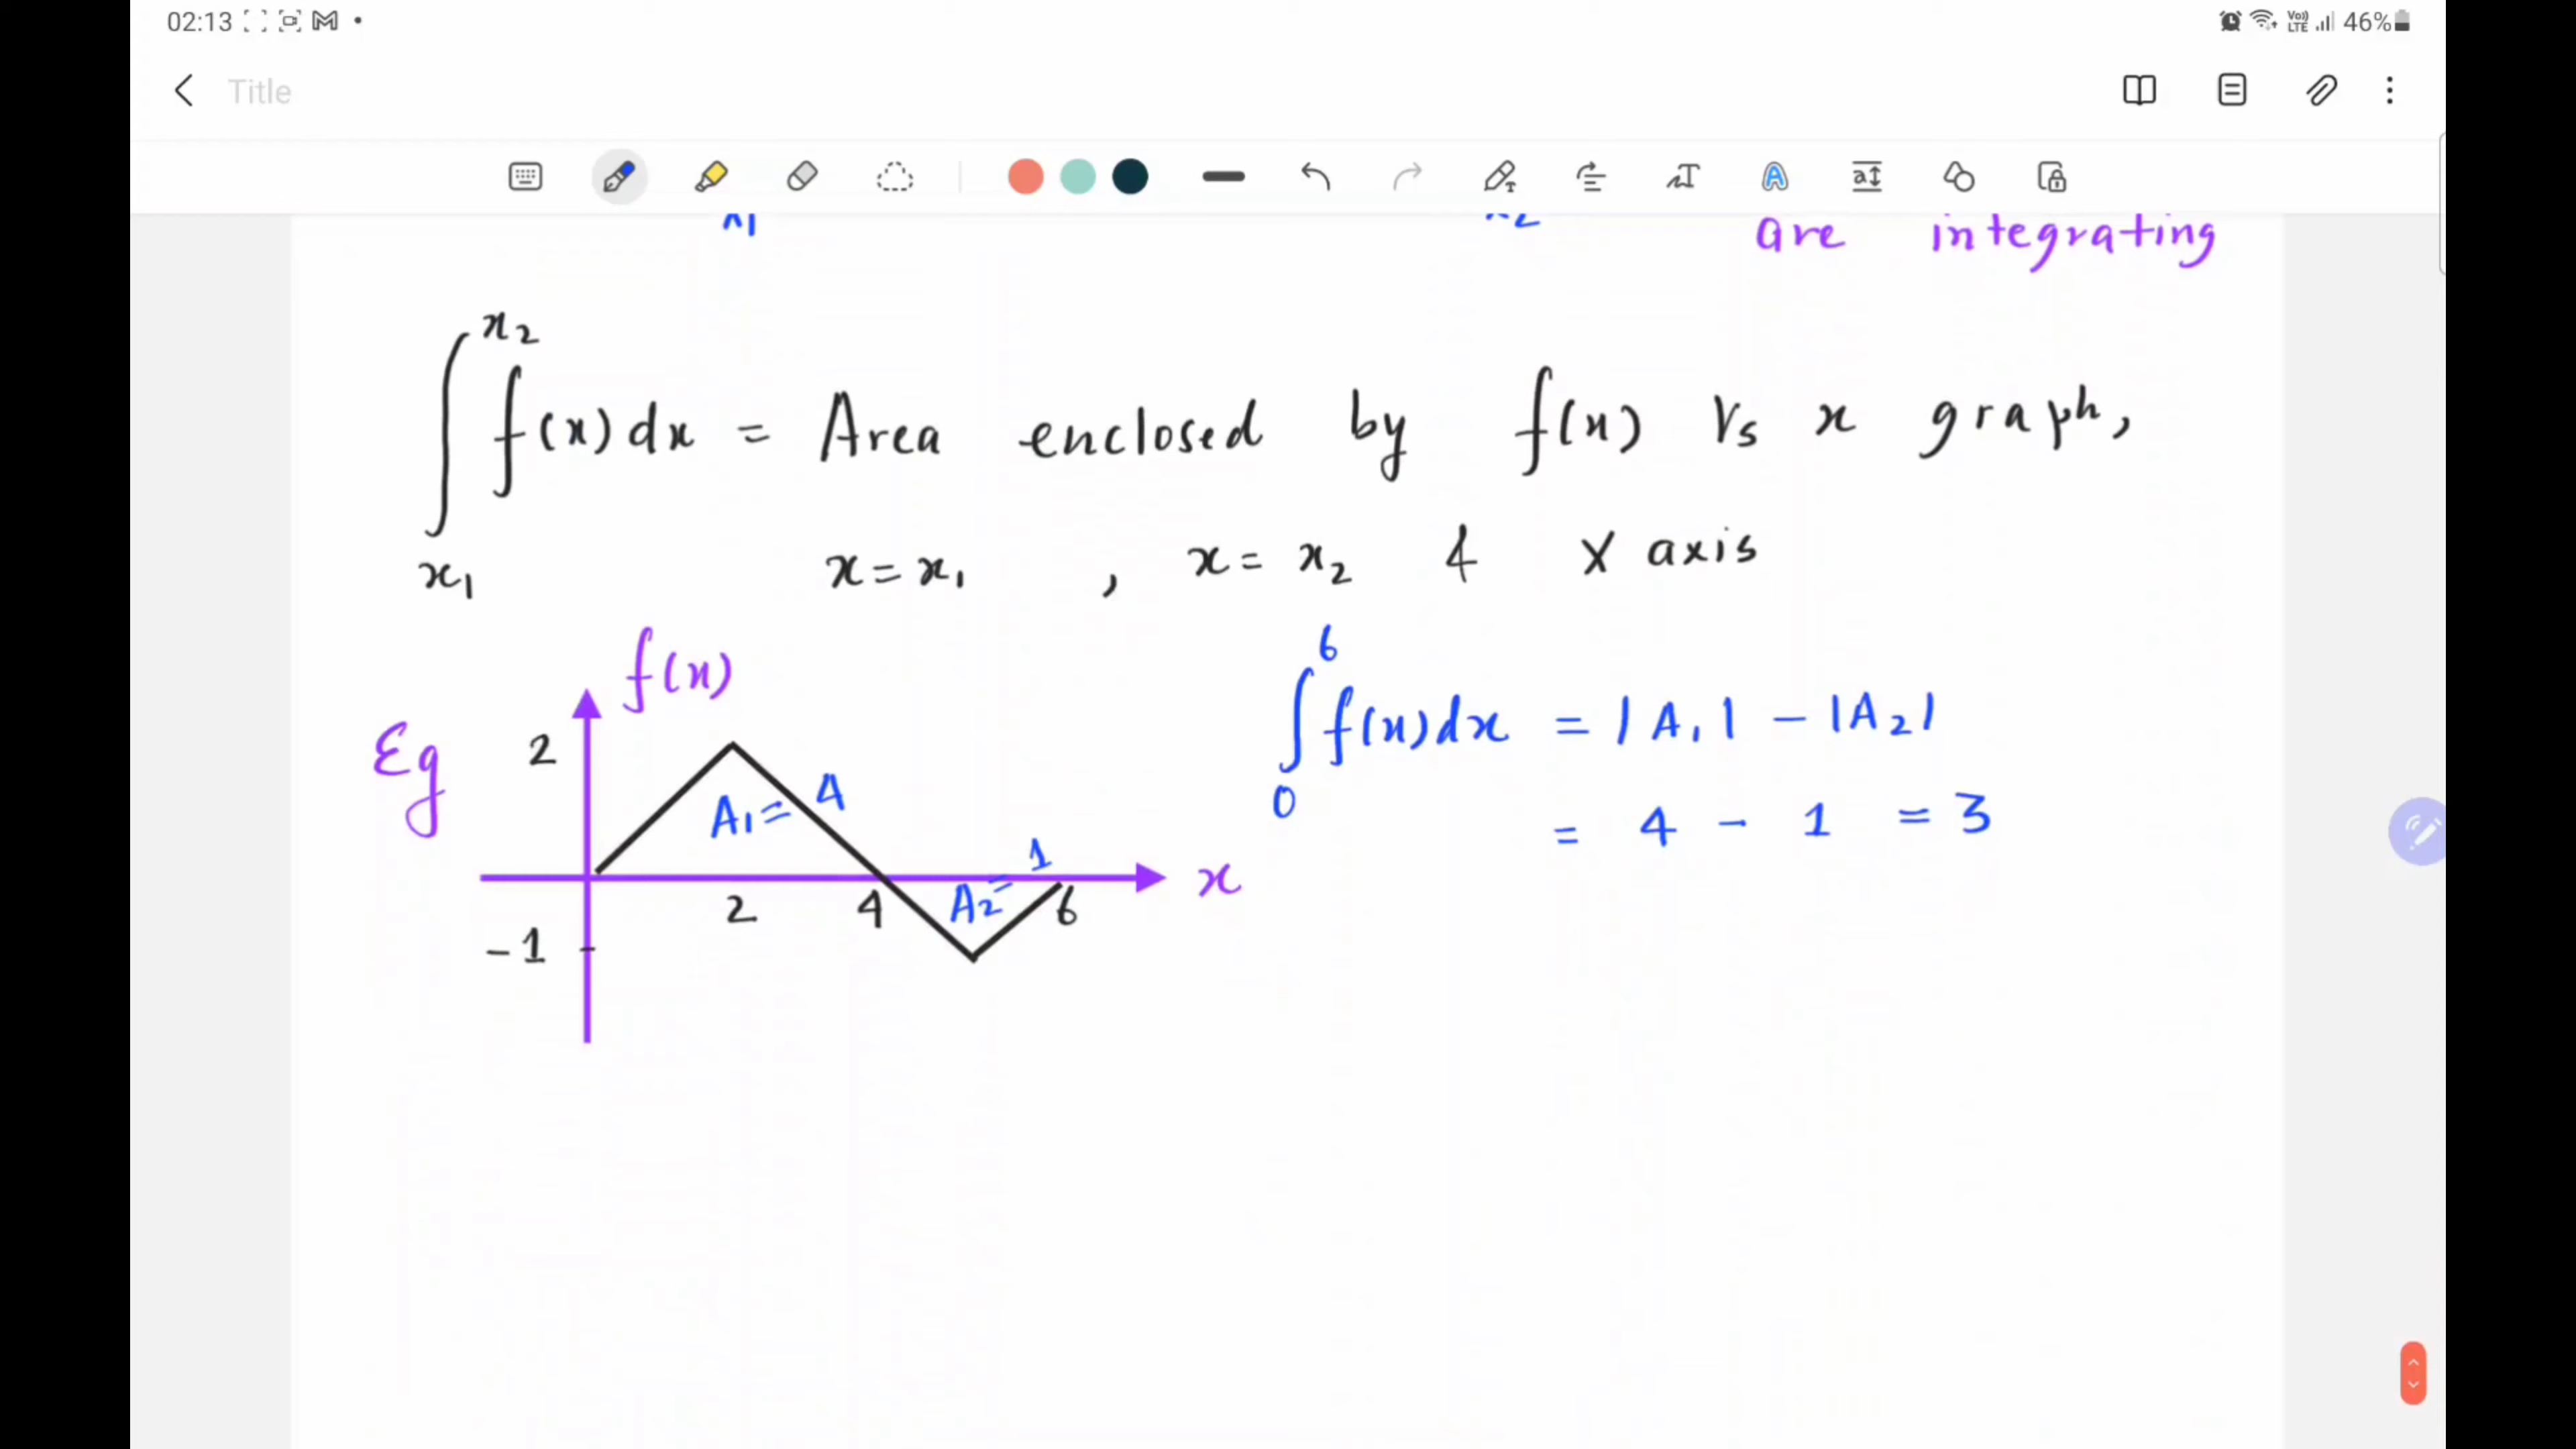 02:13
46%
Title
are integrating
∫ x₂ x₁ f(x) dx = Area enclosed by f(x) Vs x graph,
x = x₁ , x = x₂ & X axis
Eg
f(x)
2
A₁ = 4
A₂ = 1
x
2 4 6
-1
∫ 6 0 f(x) dx = |A₁| - |A₂|
= 4 - 1 = 3